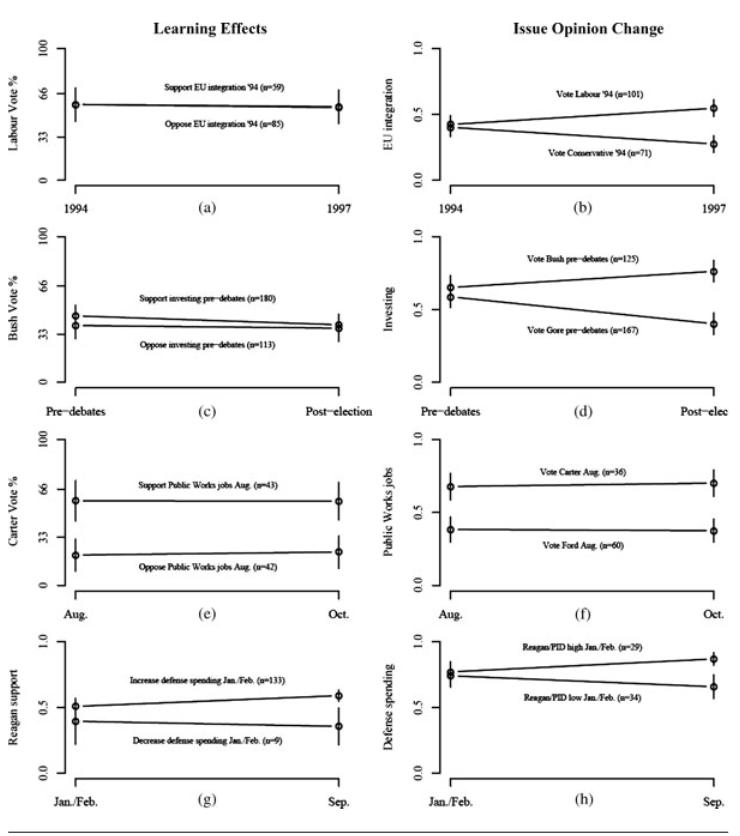 Learning Effects
Issue Opinion Change
Labour Vote %
0 33 66 100
Support EU integration '94 (n=59)
Oppose EU integration '94 (n=85)
1994 (a) 1997
EU integration
0.0 0.5 1.0
Vote Labour '94 (n=101)
Vote Conservative '94 (n=71)
1994 (b) 1997
Bush Vote %
0 33 66 100
Support investing pre-debates (n=180)
Oppose investing pre-debates (n=113)
Pre-debates (c) Post-election
Investing
0.0 0.5 1.0
Vote Bush pre-debates (n=125)
Vote Gore pre-debates (n=167)
Pre-debates (d) Post-elec
Carter Vote %
0 33 66 100
Support Public Works jobs Aug. (n=43)
Oppose Public Works jobs Aug. (n=42)
Aug. (e) Oct.
Public Works jobs
0.0 0.5 1.0
Vote Carter Aug. (n=36)
Vote Ford Aug. (n=60)
Aug. (f) Oct.
Reagan support
0.0 0.5 1.0
Increase defense spending Jan./Feb. (n=133)
Decrease defense spending Jan./Feb. (n=9)
Jan./Feb. (g) Sep.
Defense spending
0.0 0.5 1.0
Reagan/PID high Jan./Feb. (n=29)
Reagan/PID low Jan./Feb. (n=34)
Jan./Feb. (h) Sep.